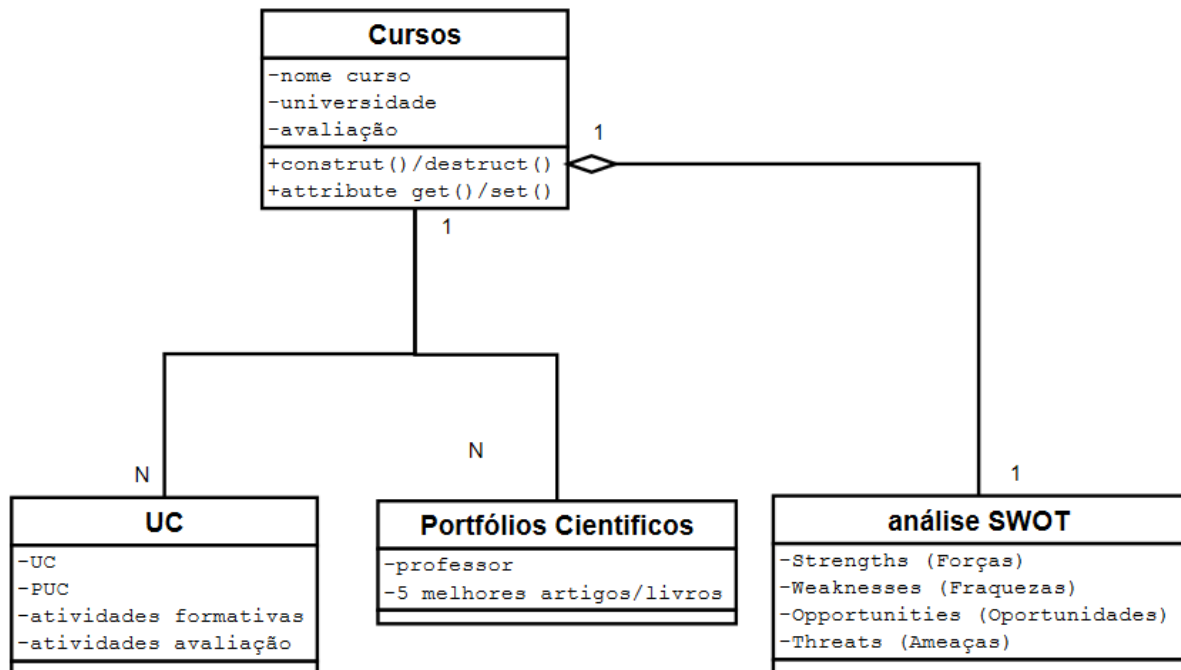 Cursos
-nome curso
-universidade
-avaliação
+construt()/destruct()
+attribute get()/set()
1
1
N
N
1
UC
-UC
-PUC
-atividades formativas
-atividades avaliação
Portfólios Cientificos
-professor
-5 melhores artigos/livros
análise SWOT
-Strengths (Forças)
-Weaknesses (Fraquezas)
-Opportunities (Oportunidades)
-Threats (Ameaças)